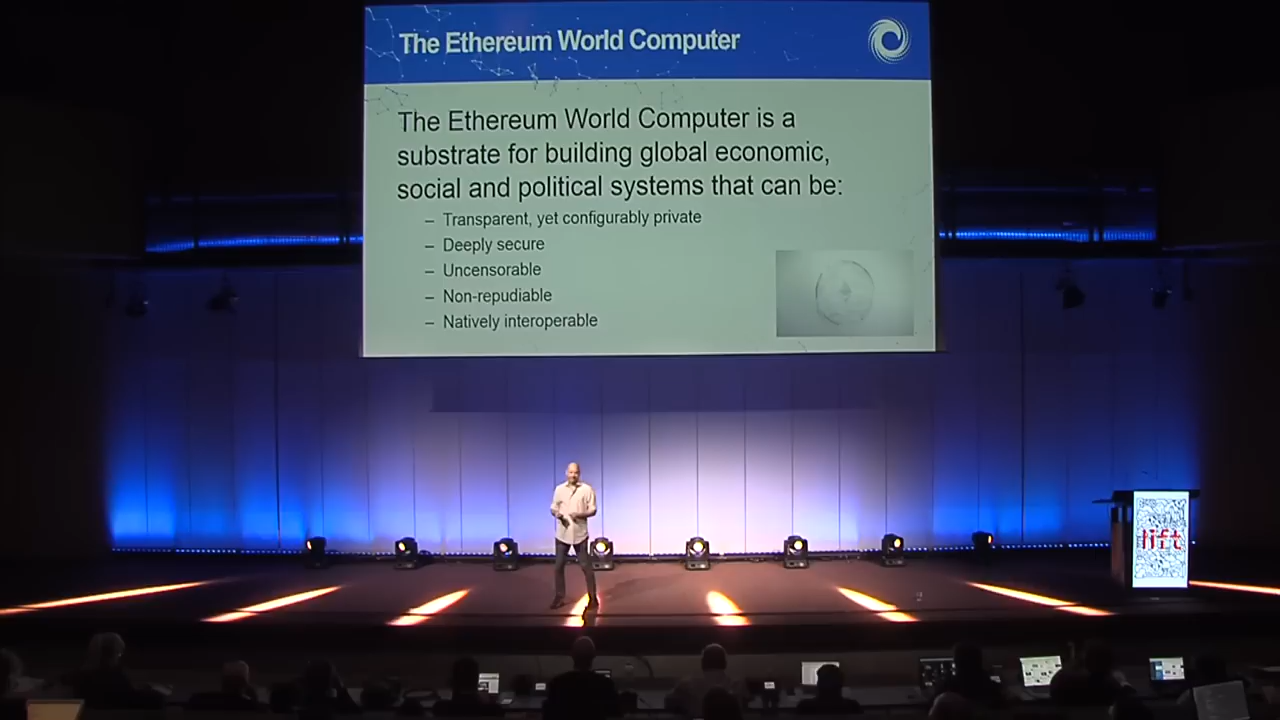 The Ethereum World Computer
The Ethereum World Computer is a
substrate for building global economic,
social and political systems that can be:
– Transparent, yet configurably private
– Deeply secure
– Uncensorable
– Non-repudiable
– Natively interoperable
lift